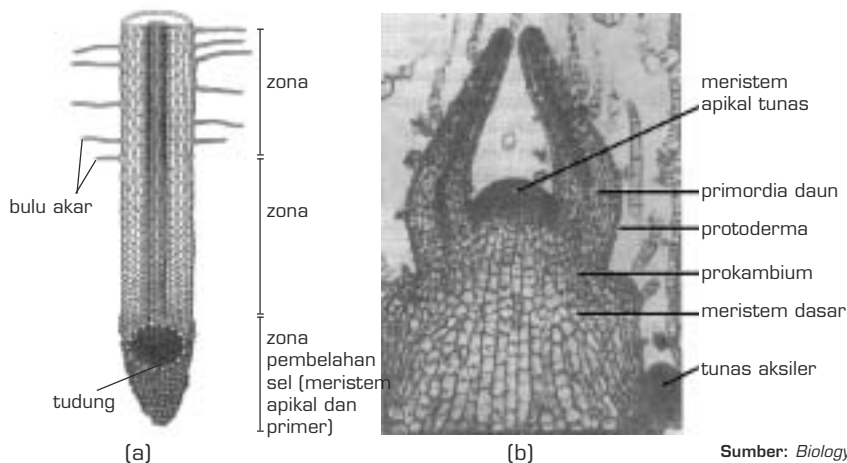 zona
bulu akar
zona
tudung
zona
pembelahan
sel (meristem
apikal dan
primer)
(a)
meristem
apikal tunas
primordia daun
protoderma
prokambium
meristem dasar
tunas aksiler
(b)
Sumber: Biology